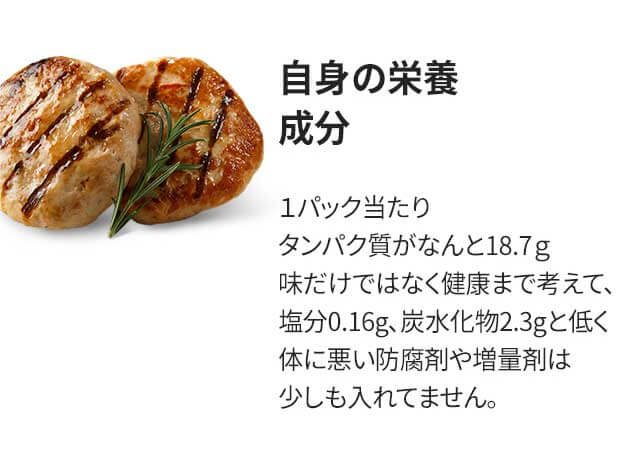 自身の栄養
成分
1パック当たり
タンパク質がなんと18.7g
味だけではなく健康まで考えて、
塩分0.16g、炭水化物2.3gと低く
体に悪い防腐剤や増量剤は
少しも入れてません。